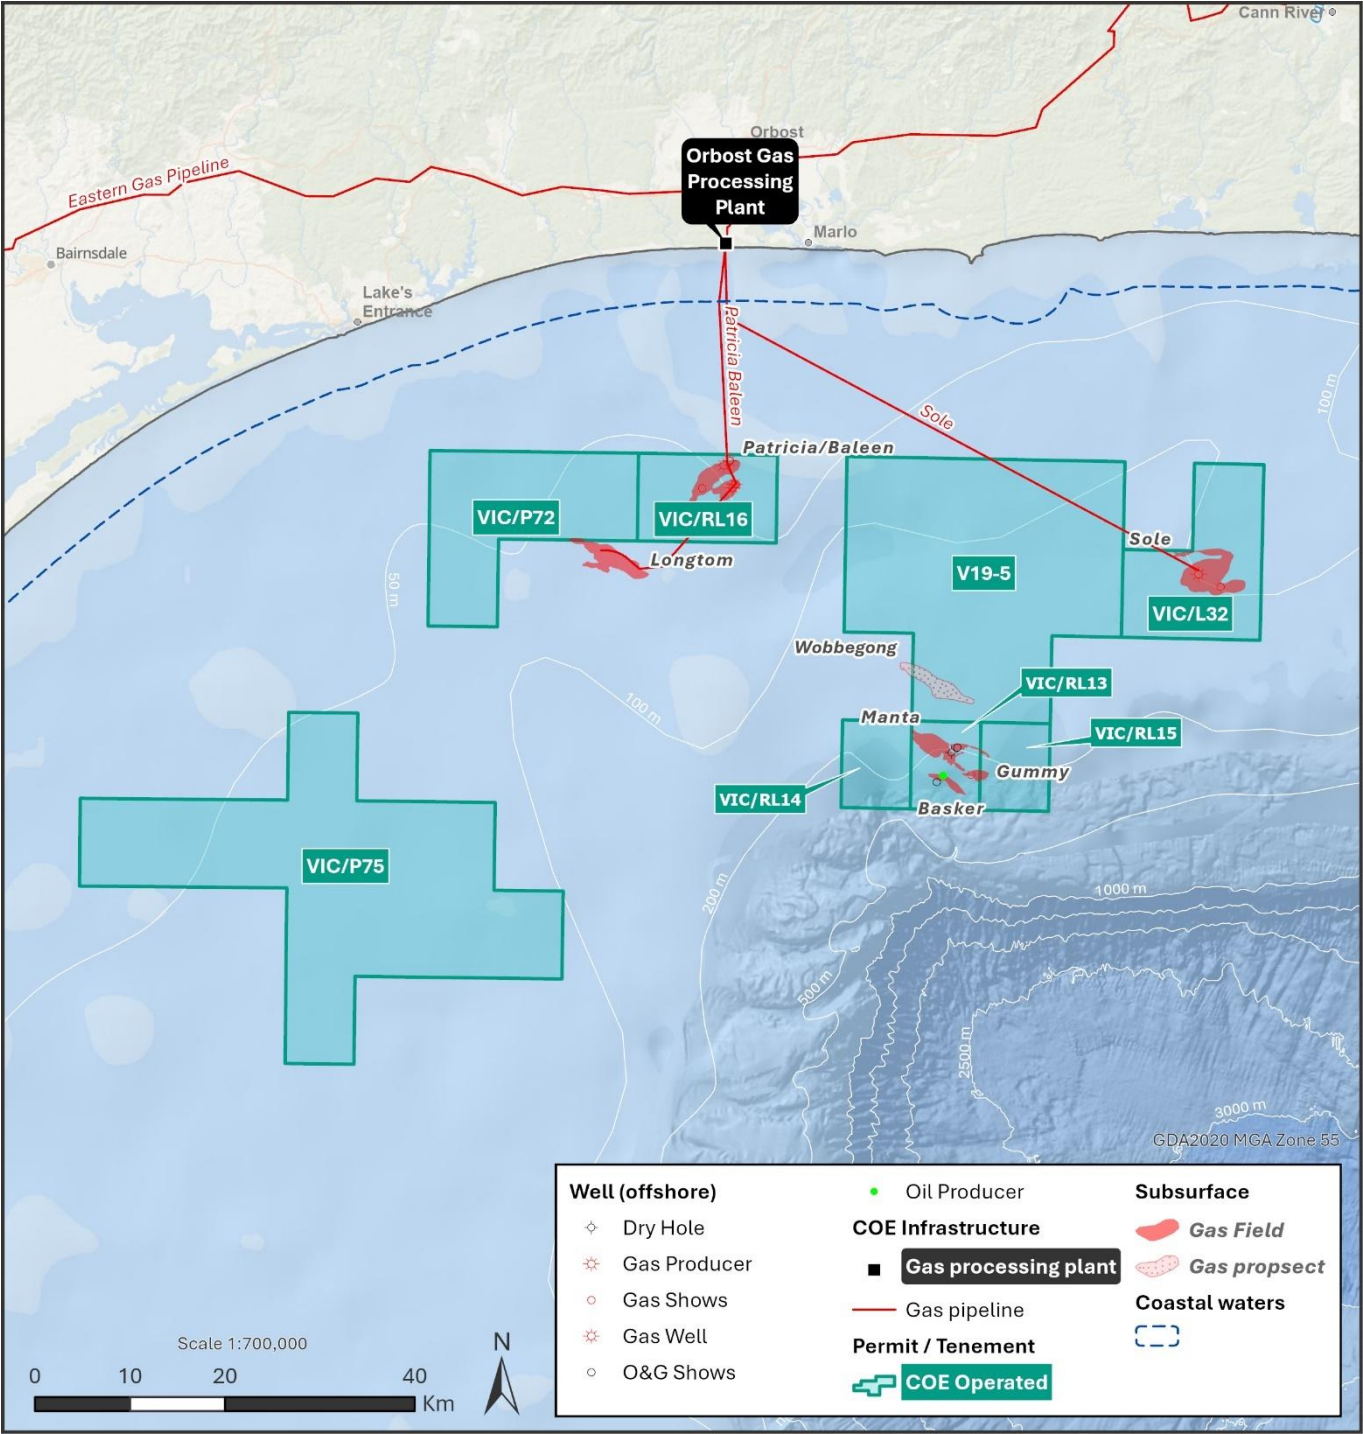 Cann River
Orbost
Orbost Gas
Processing
Plant
Eastern Gas Pipeline
Marlo
Bairnsdale
Lake's
Entrance
Patricia Baleen
Sole
100 m
Patricia/Baleen
VIC/P72
VIC/RL16
Longtom
Sole
V19-5
VIC/L32
50 m
Wobbegong
VIC/RL13
100 m
Manta
VIC/RL15
Gummy
VIC/RL14
Basker
VIC/P75
200 m
1000 m
500 m
2500 m
3000 m
GDA2020 MGA Zone 55
Well (offshore)
Dry Hole
Gas Producer
Gas Shows
Gas Well
O&G Shows
Oil Producer
COE Infrastructure
Gas processing plant
Gas pipeline
Permit / Tenement
COE Operated
Subsurface
Gas Field
Gas propsect
Coastal waters
Scale 1:700,000
0 10 20 40
Km
N